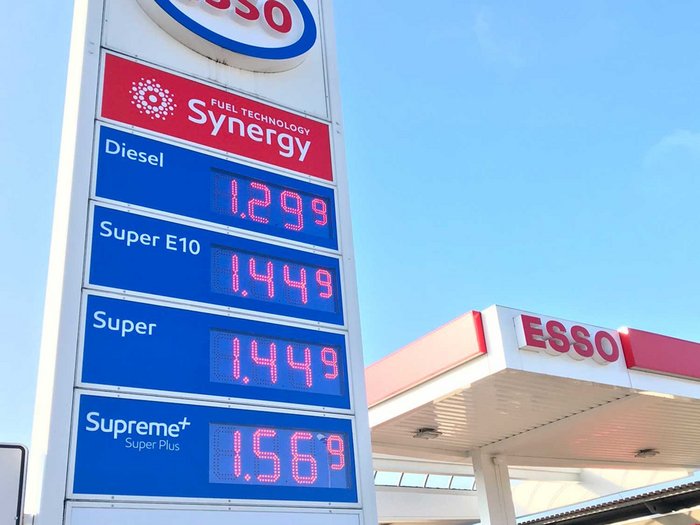 ESSO
FUEL TECHNOLOGY
Synergy
Diesel
1.299
Super E10
1.449
Super
1.449
Supreme+
Super Plus
1.569
ESSO